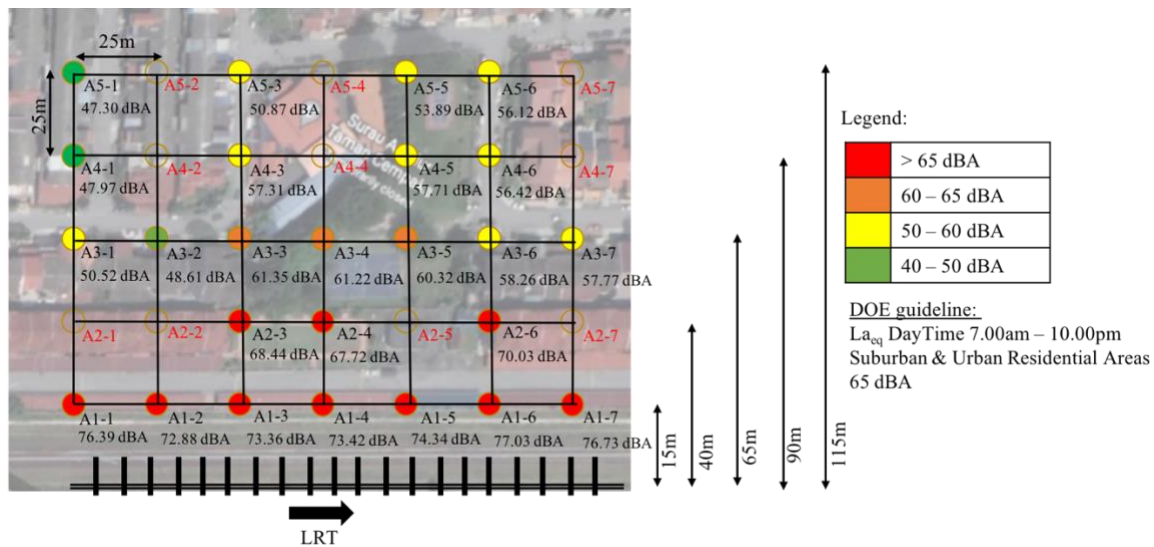 25m
25m
A5-1
A5-2
A5-3
A5-4
A5-5
A5-6
A5-7
47.30 dBA
50.87 dBA
53.89 dBA
56.12 dBA
Surau A
Taman Cempaka
closed
A4-1
A4-2
A4-3
A4-4
A4-5
A4-6
A4-7
47.97 dBA
57.31 dBA
57.71 dBA
56.42 dBA
A3-1
A3-2
A3-3
A3-4
A3-5
A3-6
A3-7
50.52 dBA
48.61 dBA
61.35 dBA
61.22 dBA
60.32 dBA
58.26 dBA
57.77 dBA
A2-1
A2-2
A2-3
A2-4
A2-5
A2-6
A2-7
68.44 dBA
67.72 dBA
70.03 dBA
A1-1
A1-2
A1-3
A1-4
A1-5
A1-6
A1-7
76.39 dBA
72.88 dBA
73.36 dBA
73.42 dBA
74.34 dBA
77.03 dBA
76.73 dBA
LRT
15m
40m
65m
90m
115m
Legend:
> 65 dBA
60 – 65 dBA
50 – 60 dBA
40 – 50 dBA
DOE guideline:
Laeq DayTime 7.00am – 10.00pm
Suburban & Urban Residential Areas
65 dBA